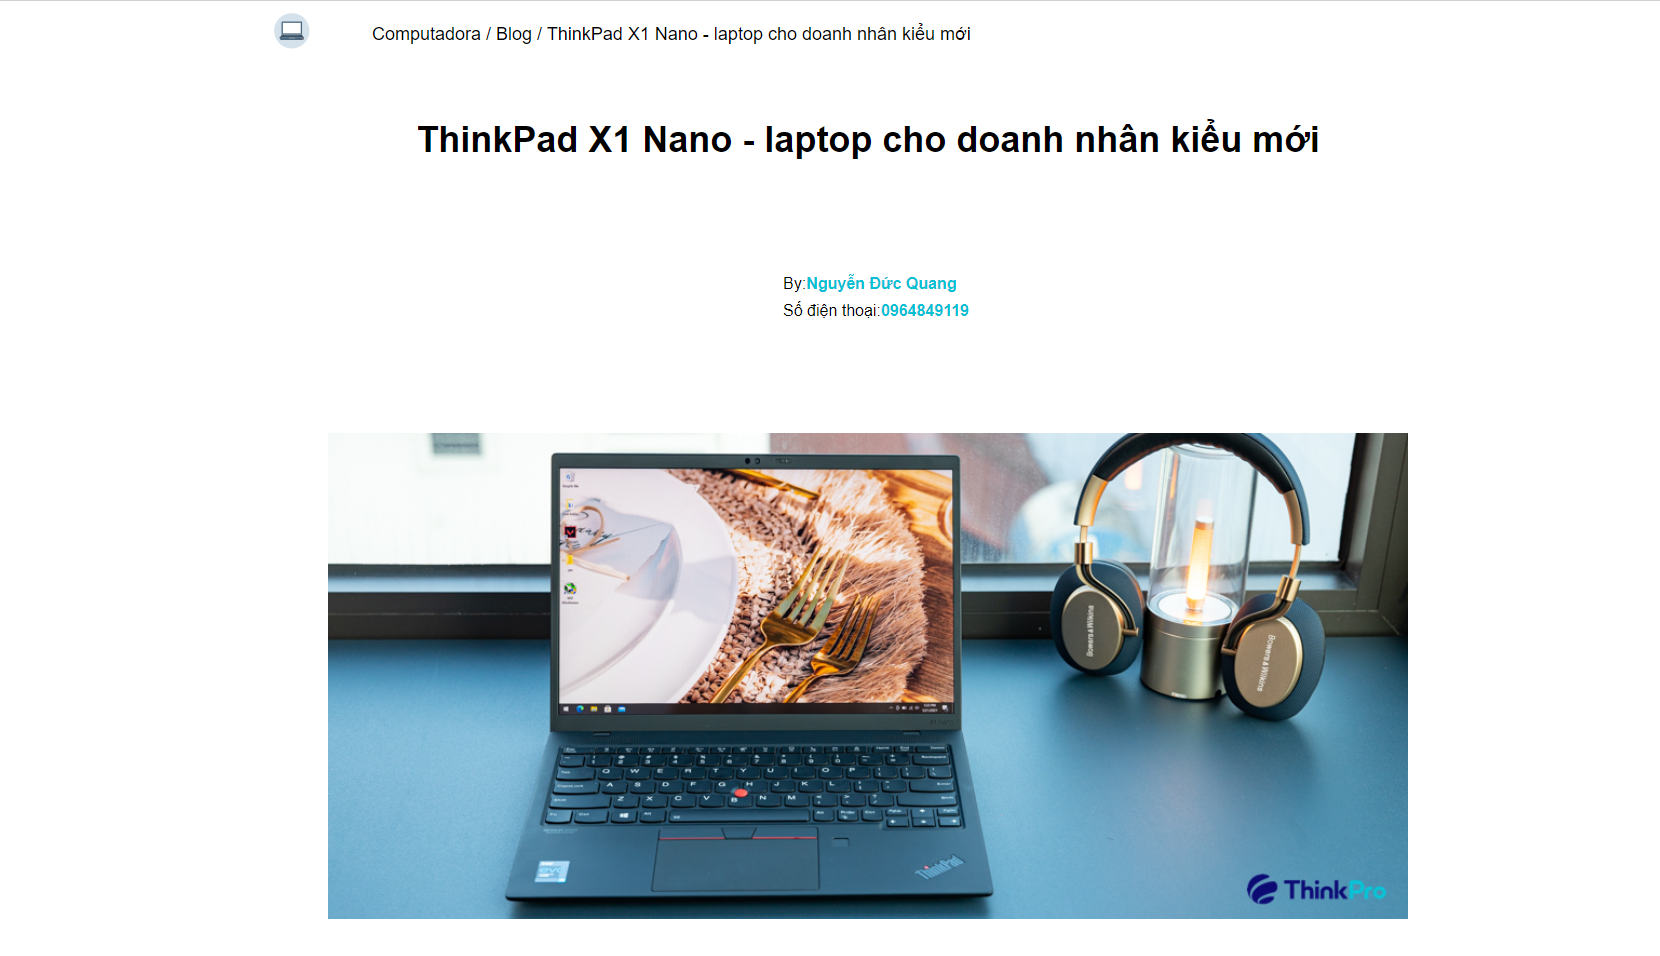 Computadora / Blog / ThinkPad X1 Nano - laptop cho doanh nhân kiểu mới
ThinkPad X1 Nano - laptop cho doanh nhân kiểu mới
By:Nguyễn Đức Quang
Số điện thoại:0964849119
Bowers & Wilkins
Bowers & Wilkins
Q W E R T Y U I O P
A S D F G H J K L
Z X C V B N M
ThinkPad
ThinkPro